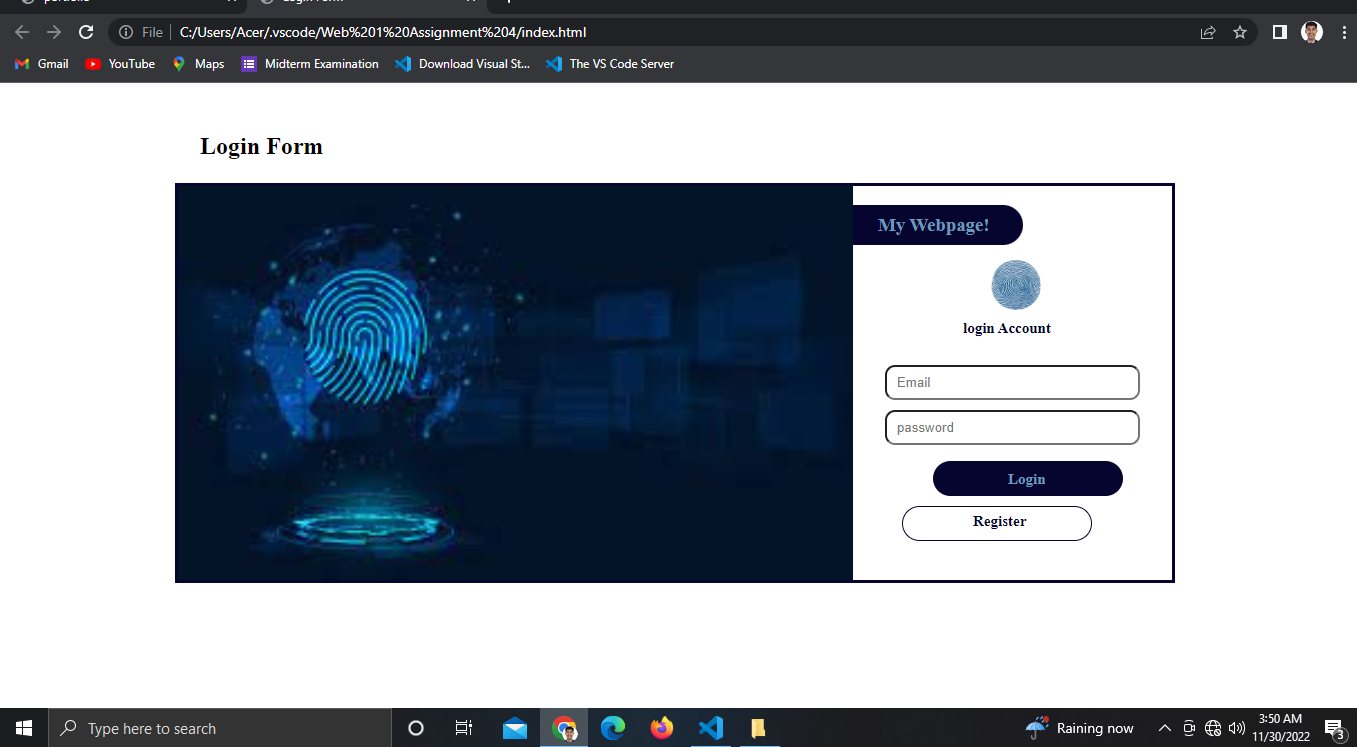 File C:/Users/Acer/.vscode/Web%201%20Assignment%204/index.html
Gmail YouTube Maps Midterm Examination Download Visual St... The VS Code Server
Login Form
My Webpage!
login Account
Email
password
Login
Register
Type here to search
Raining now
3:50 AM
11/30/2022
3